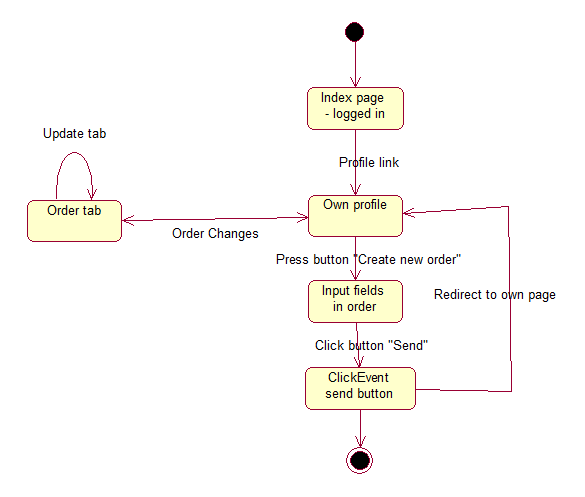 Index page
- logged in
Profile link
Update tab
Order tab
Own profile
Order Changes
Press button "Create new order"
Input fields
in order
Redirect to own page
Click button "Send"
ClickEvent
send button